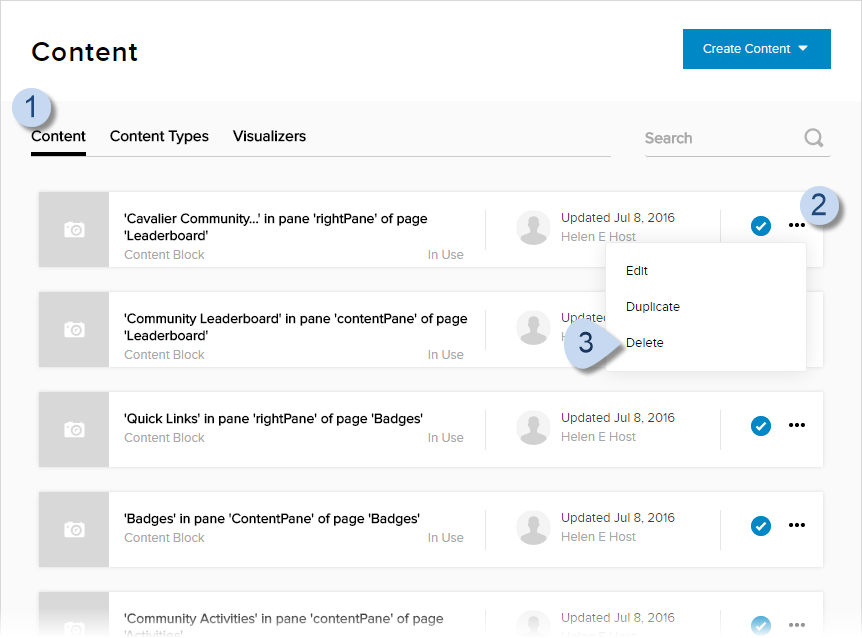 Content
Create Content
1
Content Content Types Visualizers
Search
2
'Cavalier Community...' in pane 'rightPane' of page
'Leaderboard'
Content Block
In Use
Updated Jul 8, 2016
Helen E Host
Edit
Duplicate
3
Delete
'Community Leaderboard' in pane 'contentPane' of page
'Leaderboard'
Content Block
In Use
'Quick Links' in pane 'rightPane' of page 'Badges'
Content Block
In Use
Updated Jul 8, 2016
Helen E Host
'Badges' in pane 'ContentPane' of page 'Badges'
Content Block
In Use
Updated Jul 8, 2016
Helen E Host
'Community Activities' in pane 'contentPane' of page
'Activities'
Updated Jul 8, 2016
Helen E Host